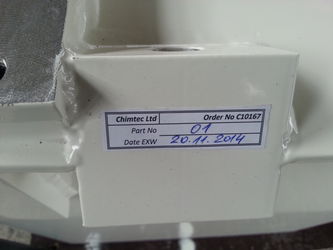 Chimtec Ltd Order No C10167
Part No 01
Date EXW 20.11.2014